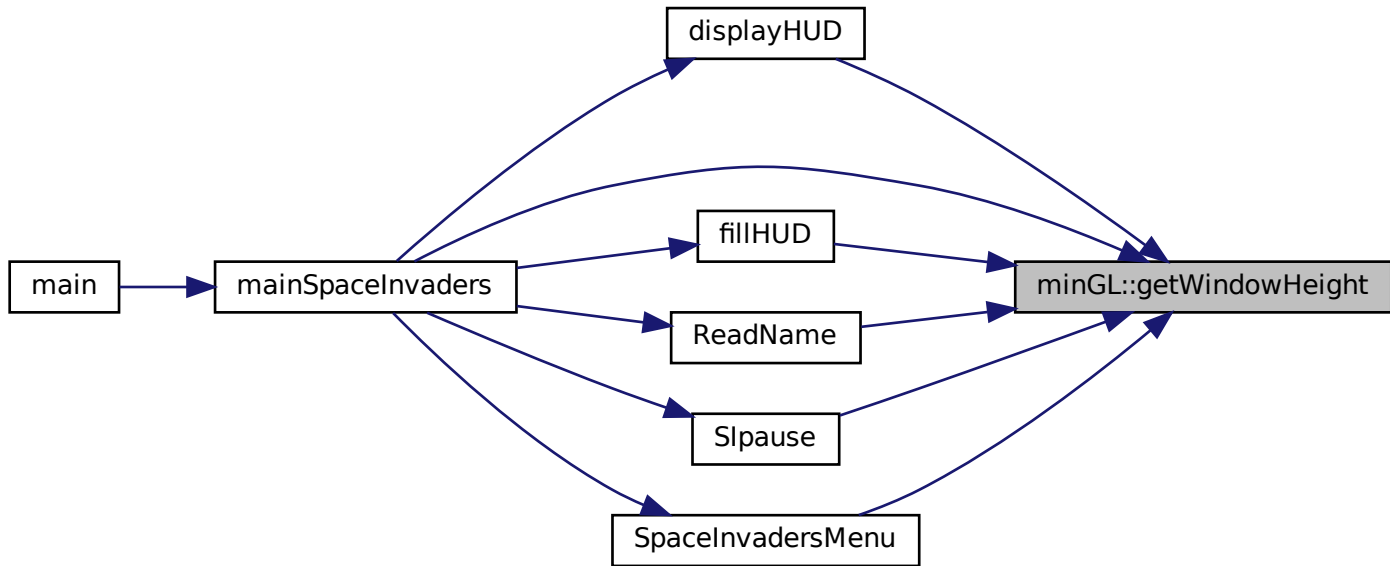 displayHUD
fillHUD
main
mainSpaceInvaders
minGL::getWindowHeight
ReadName
SIpause
SpaceInvadersMenu